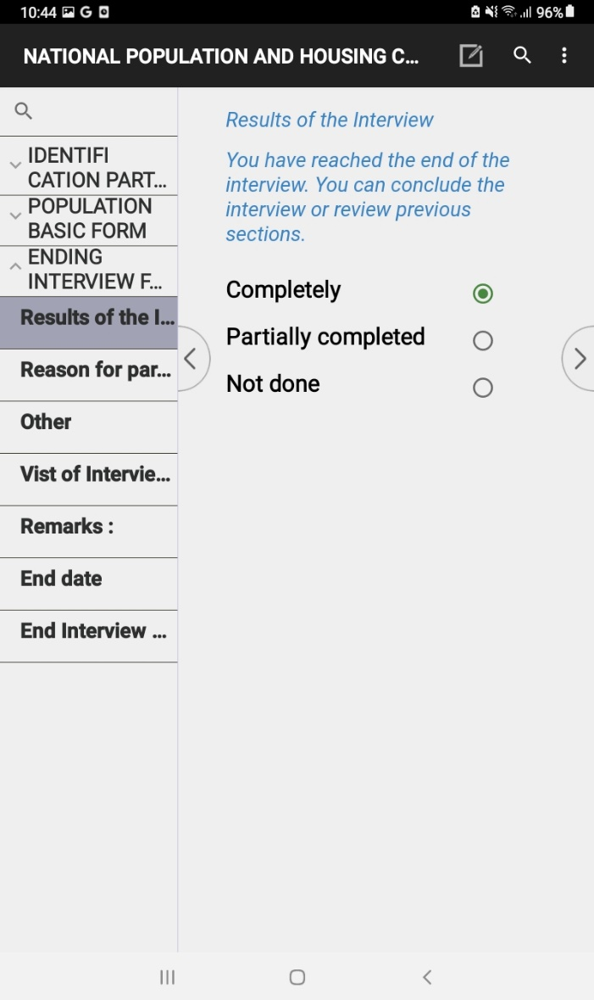 10:44 G 96%
NATIONAL POPULATION AND HOUSING C...
IDENTIFI
CATION PART...
POPULATION
BASIC FORM
ENDING
INTERVIEW F...
Results of the I...
Reason for par...
Other
Vist of Intervie...
Remarks :
End date
End Interview ...
Results of the Interview
You have reached the end of the
interview. You can conclude the
interview or review previous
sections.
Completely
Partially completed
Not done